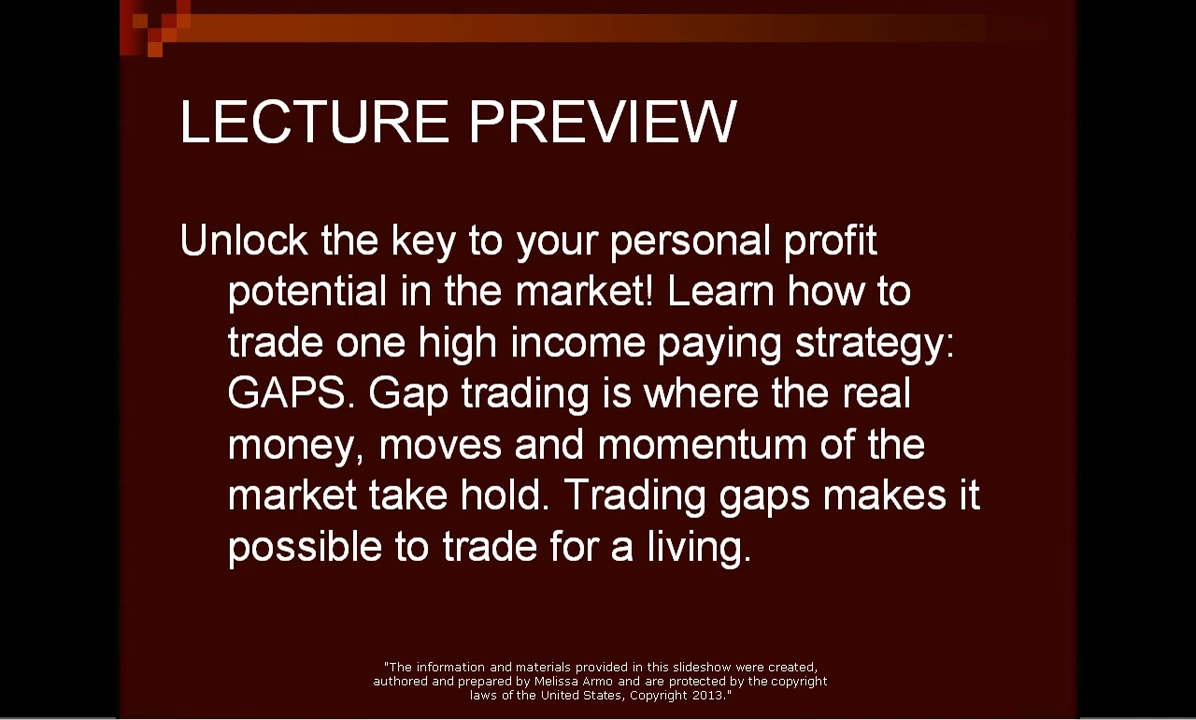 LECTURE PREVIEW
Unlock the key to your personal profit
potential in the market! Learn how to
trade one high income paying strategy:
GAPS. Gap trading is where the real
money, moves and momentum of the
market take hold. Trading gaps makes it
possible to trade for a living.
"The information and materials provided in this slideshow were created,
authored and prepared by Melissa Armo and are protected by the copyright
laws of the United States, Copyright 2013."